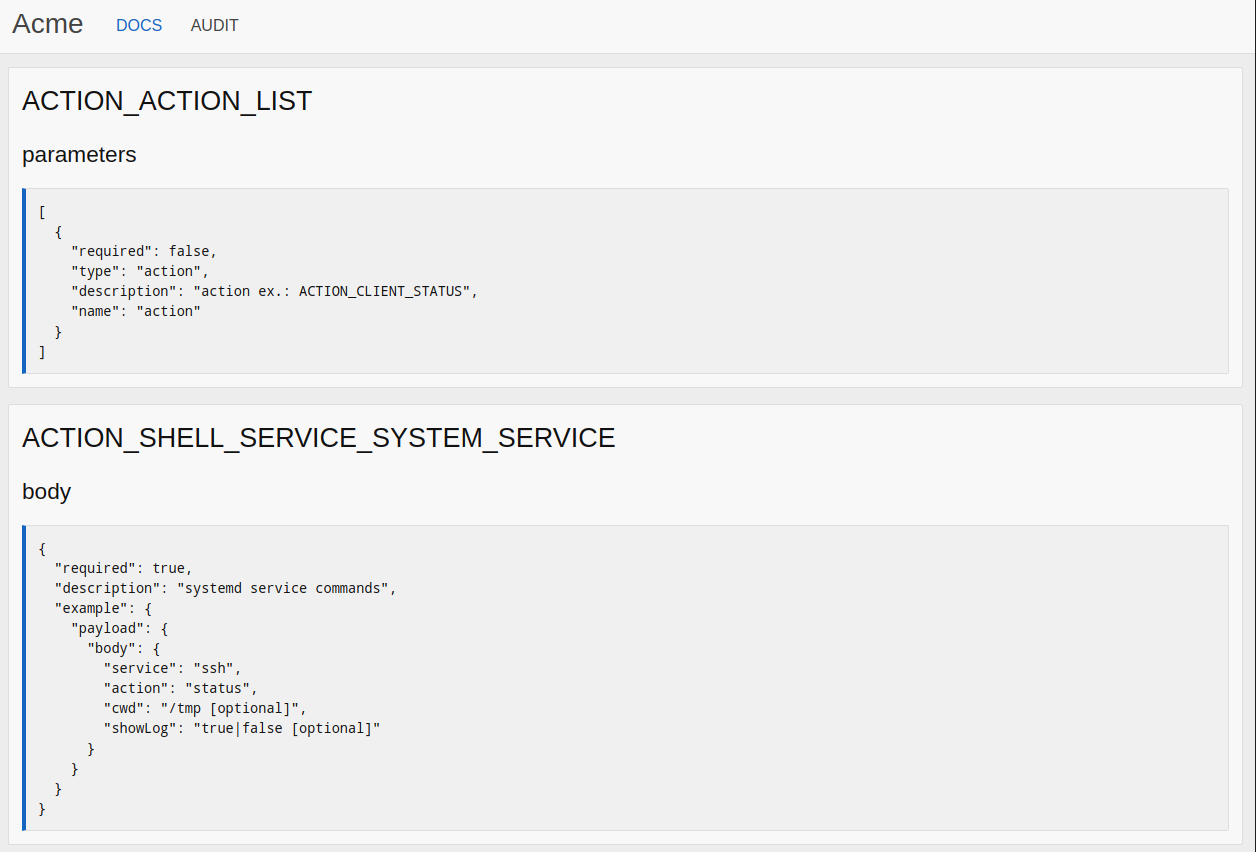 Acme DOCS AUDIT
ACTION_ACTION_LIST
parameters
[
  {
    "required": false,
    "type": "action",
    "description": "action ex.: ACTION_CLIENT_STATUS",
    "name": "action"
  }
]
ACTION_SHELL_SERVICE_SYSTEM_SERVICE
body
{
  "required": true,
  "description": "systemd service commands",
  "example": {
    "payload": {
      "body": {
        "service": "ssh",
        "action": "status",
        "cwd": "/tmp [optional]",
        "showLog": "true|false [optional]"
      }
    }
  }
}